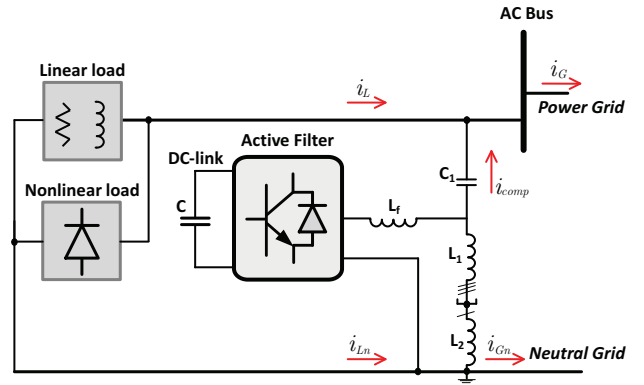 AC Bus
Linear load
i_L
i_G
Power Grid
Active Filter
DC-link
C_1
i_comp
C
L_f
Nonlinear load
L_1
L_2
i_Ln
i_Gn
Neutral Grid